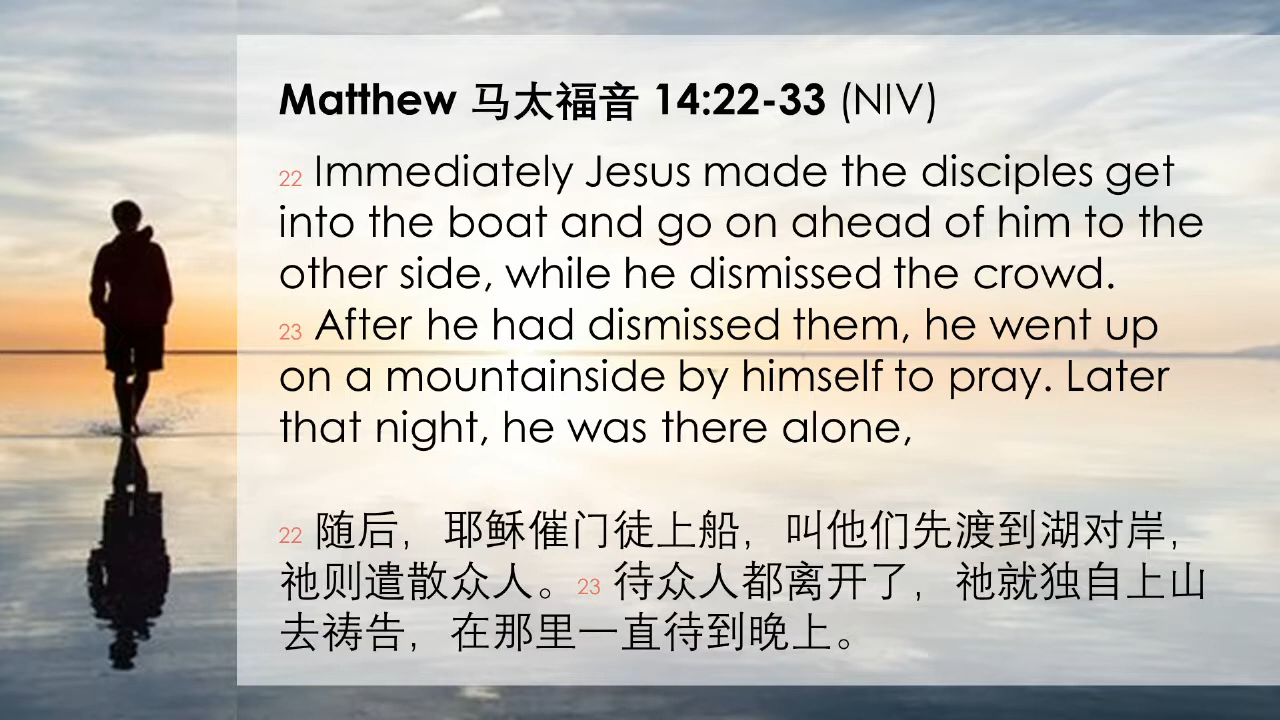 Matthew 马太福音 14:22-33 (NIV)
22 Immediately Jesus made the disciples get
into the boat and go on ahead of him to the
other side, while he dismissed the crowd.
23 After he had dismissed them, he went up
on a mountainside by himself to pray. Later
that night, he was there alone,
22 随后，耶稣催门徒上船，叫他们先渡到湖对岸，
祂则遣散众人。23 待众人都离开了，祂就独自上山
去祷告，在那里一直待到晚上。